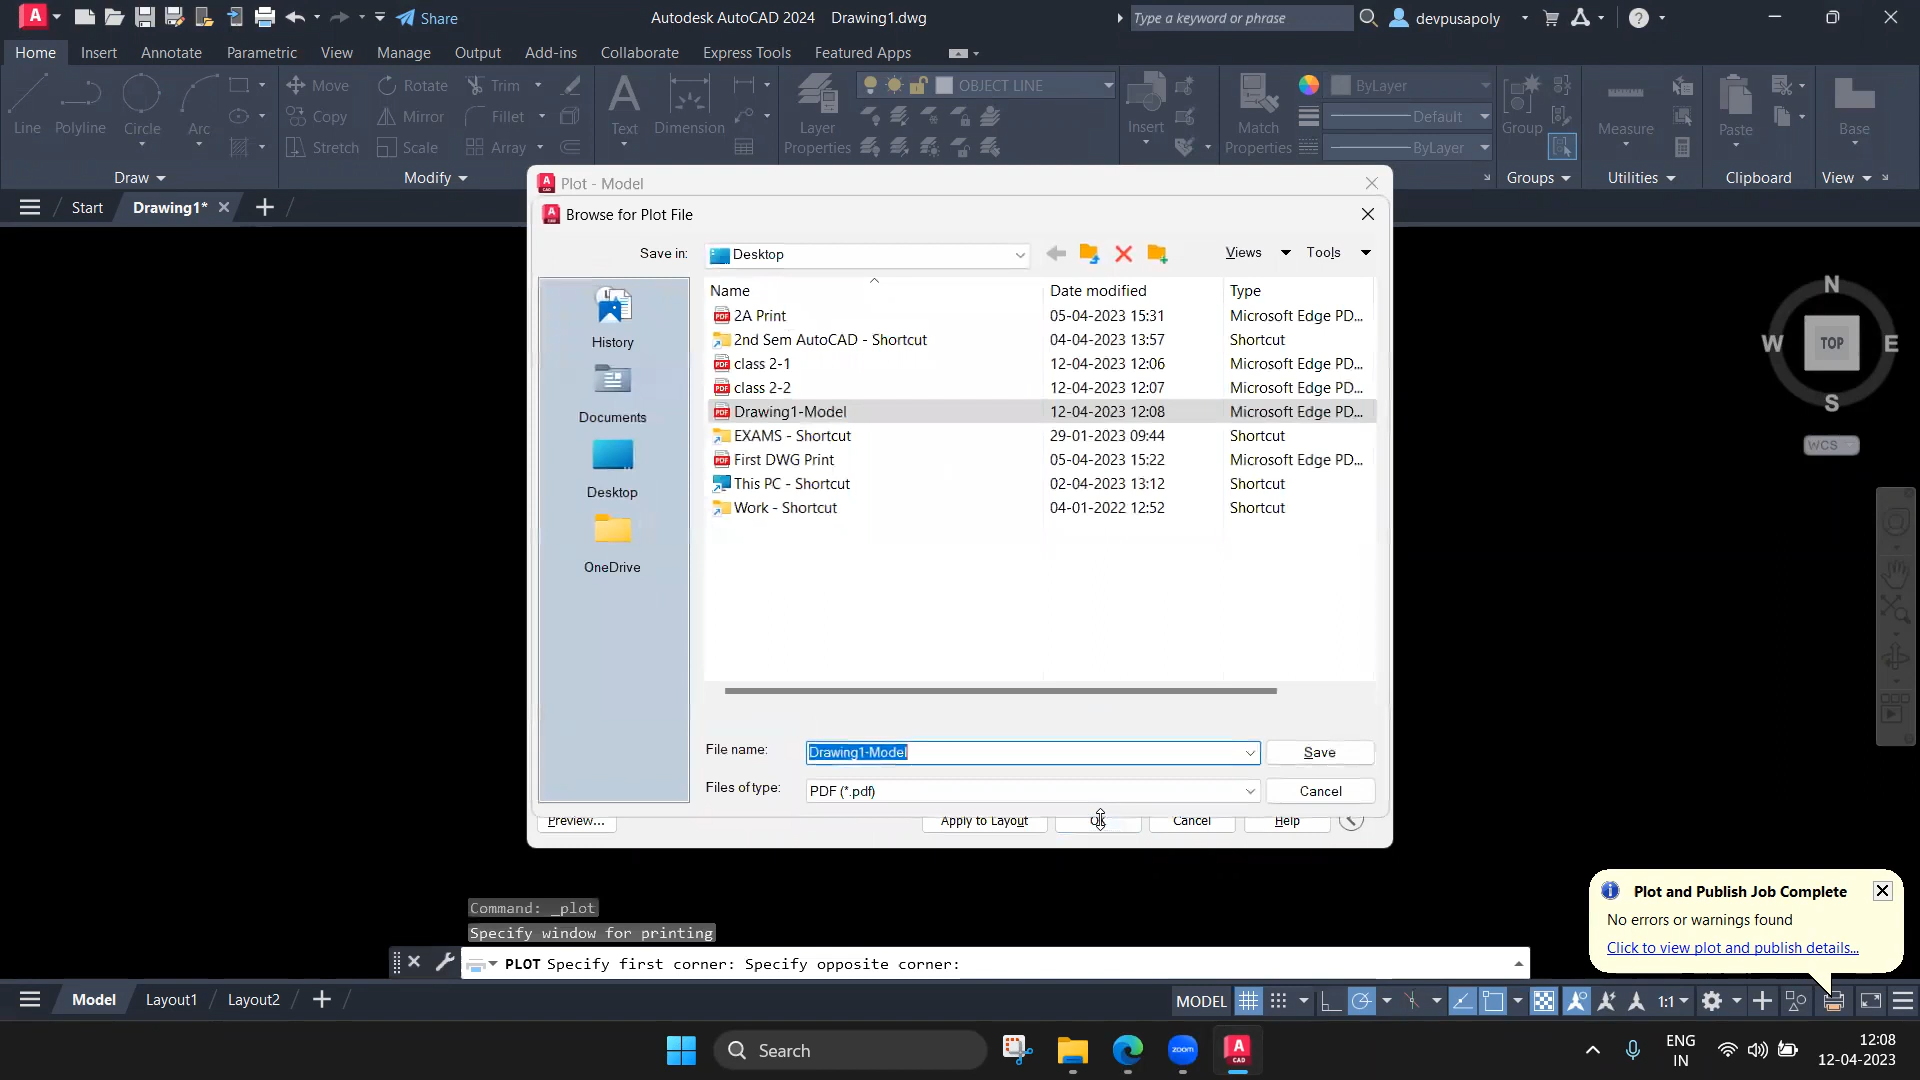 A CAD Share Autodesk AutoCAD 2024 Drawing1.dwg Type a keyword or phrase devpusapoly
Home Insert Annotate Parametric View Manage Output Add-ins Collaborate Express Tools Featured Apps
Move Rotate Trim OBJECT LINE ByLayer
Copy Mirror Fillet Default
Line Polyline Circle Arc Text Dimension Layer Insert Match Group Measure Paste Base
Stretch Scale Array Properties Properties ByLayer
Draw Modify Groups Utilities Clipboard View
Start Drawing1*
Plot - Model
Browse for Plot File
Save in: Desktop Views Tools
Name Date modified Type
2A Print 05-04-2023 15:31 Microsoft Edge PD...
2nd Sem AutoCAD - Shortcut 04-04-2023 13:57 Shortcut
class 2-1 12-04-2023 12:06 Microsoft Edge PD...
class 2-2 12-04-2023 12:07 Microsoft Edge PD...
Drawing1-Model 12-04-2023 12:08 Microsoft Edge PD...
EXAMS - Shortcut 29-01-2023 09:44 Shortcut
First DWG Print 05-04-2023 15:22 Microsoft Edge PD...
This PC - Shortcut 02-04-2023 13:12 Shortcut
Work - Shortcut 04-01-2022 12:52 Shortcut
History
Documents
Desktop
OneDrive
File name: Drawing1-Model Save
Files of type: PDF (*.pdf) Cancel
Preview... Apply to Layout OK Cancel Help
N
W TOP E
S
WCS
Plot and Publish Job Complete
No errors or warnings found
Click to view plot and publish details...
Command: _plot
Specify window for printing
PLOT Specify first corner: Specify opposite corner:
Model Layout1 Layout2 MODEL 1:1
Search zoom A CAD ENG IN 12:08
12-04-2023